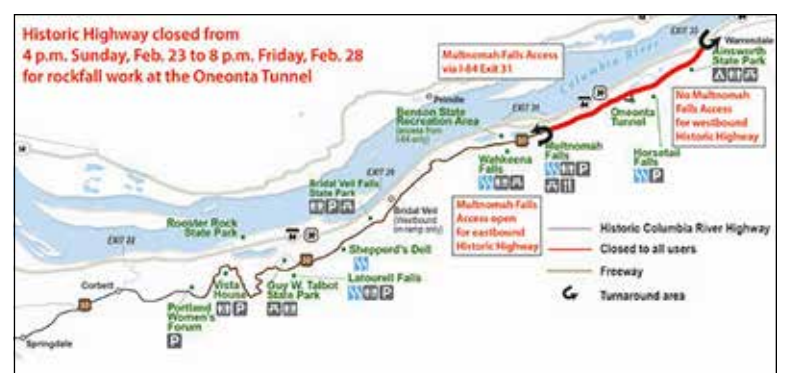 Historic Highway closed from
4 p.m. Sunday, Feb. 23 to 8 p.m. Friday, Feb. 28
for rockfall work at the Oneonta Tunnel
Multnomah Falls Access
via I-84 Exit 31
Columbia River
EXIT 35
Warrendale
Ainsworth
State Park
Prindle
Benson State
Recreation Area
(access from
I-84 only)
EXIT 31
Oneonta
Tunnel
No Multnomah
Falls Access
for westbound
Historic Highway
Wahkeena
Falls
Multnomah
Falls
P
Horsetail
Falls
P
EXIT 28
Bridal Veil Falls
State Park
P
Bridal Veil
(Westbound
on-ramp only)
Multnomah Falls
Access open
for eastbound
Historic Highway
Rooster Rock
State Park
EXIT 22
Shepperd's Dell
Latourell Falls
P
Corbett
Vista
House
P
Guy W. Talbot
State Park
Portland
Women's
Forum
P
Springdale
Historic Columbia River Highway
Closed to all users
Freeway
Turnaround area